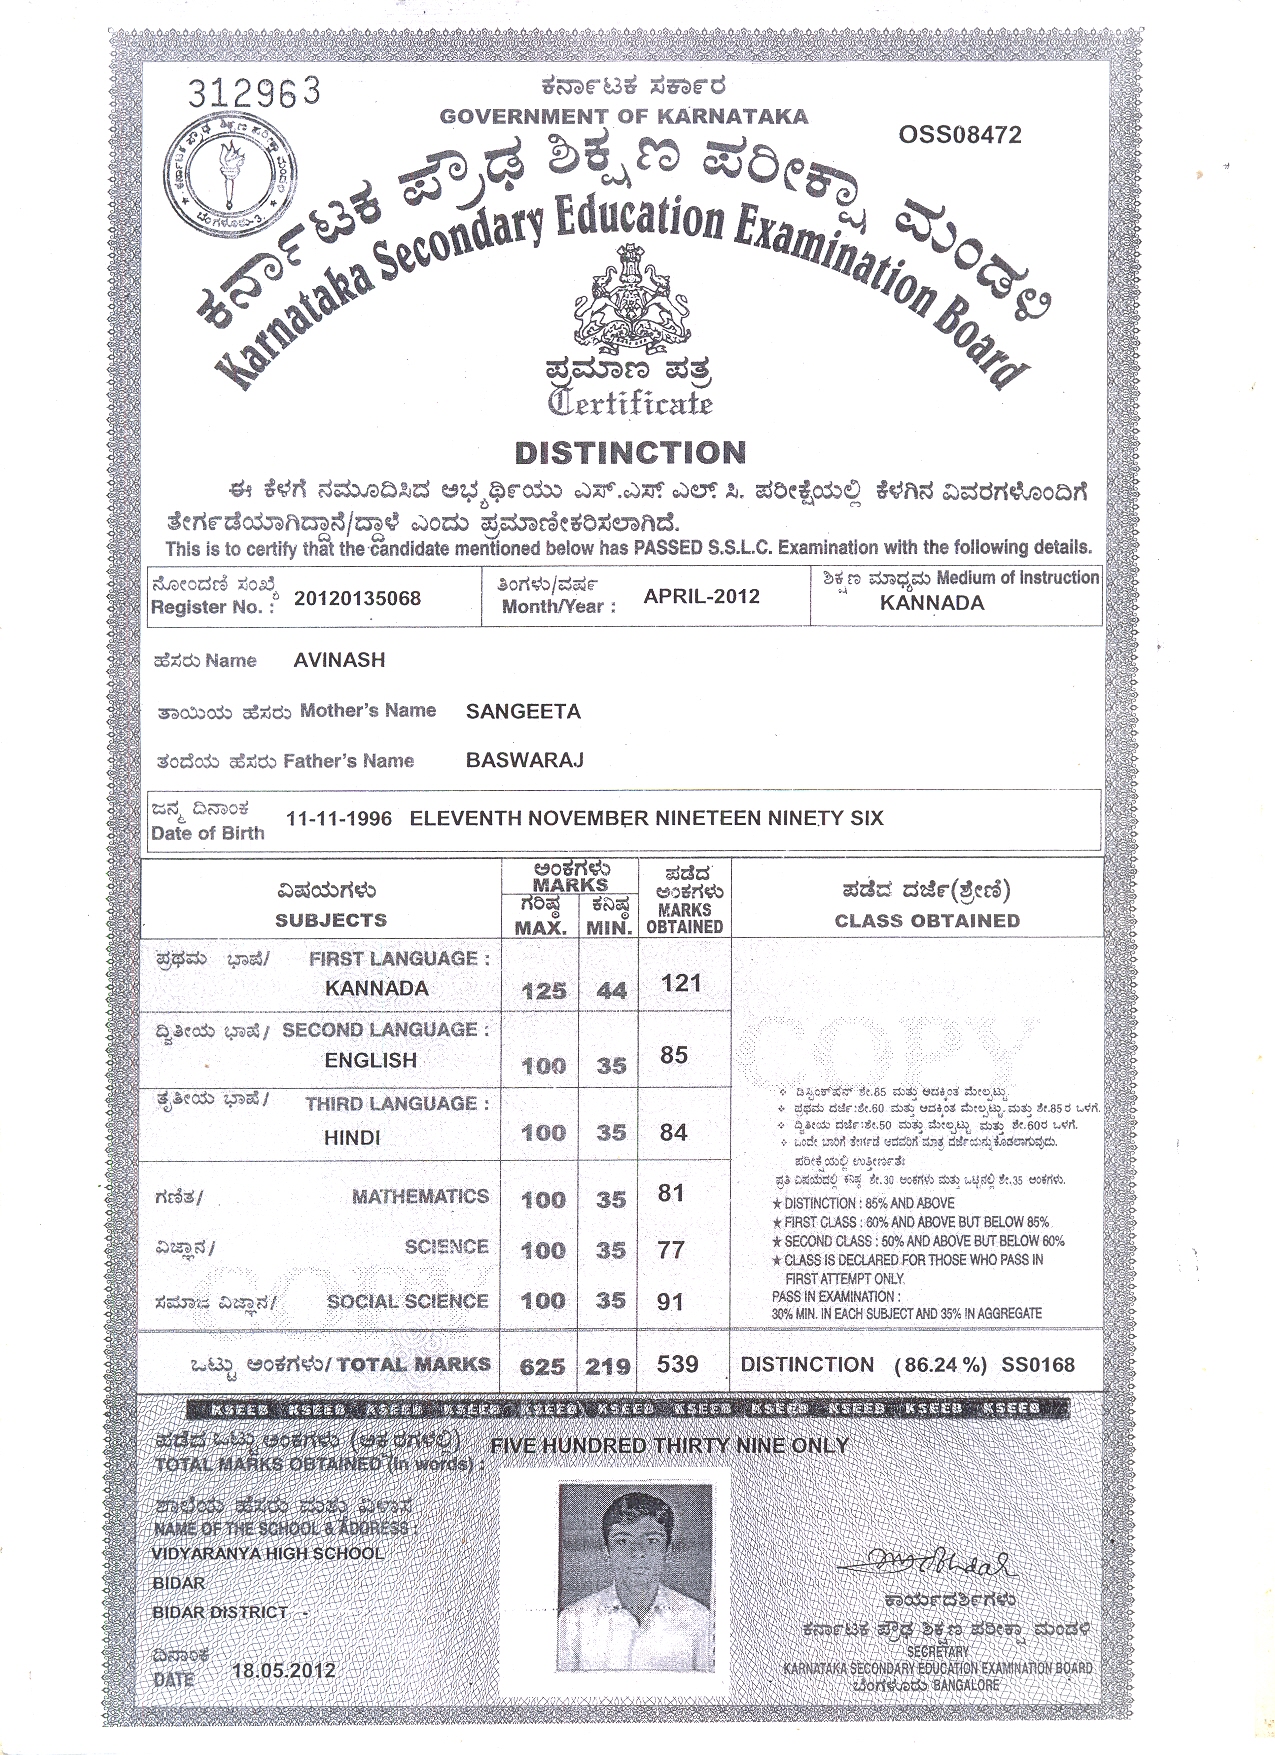 312963
ಕರ್ನಾಟಕ ಸರ್ಕಾರ
GOVERNMENT OF KARNATAKA
OSS08472
ಕರ್ನಾಟಕ ಪ್ರೌಢ ಶಿಕ್ಷಣ ಪರೀಕ್ಷಾ ಮಂಡಳಿ
ಬೆಂಗಳೂರು-3.
Karnataka Secondary Education Examination Board
ಪ್ರಮಾಣ ಪತ್ರ
Certificate
DISTINCTION
ಈ ಕೆಳಗೆ ನಮೂದಿಸಿದ ಅಭ್ಯರ್ಥಿಯು ಎಸ್.ಎಸ್. ಎಲ್. ಸಿ. ಪರೀಕ್ಷೆಯಲ್ಲಿ ಕೆಳಗಿನ ವಿವರಗಳೊಂದಿಗೆ
ತೇರ್ಗಡೆಯಾಗಿದ್ದಾನೆ/ದ್ದಾಳೆ ಎಂದು ಪ್ರಮಾಣೀಕರಿಸಲಾಗಿದೆ.
This is to certify that the candidate mentioned below has PASSED S.S.L.C. Examination with the following details.
ನೋಂದಣಿ ಸಂಖ್ಯೆ
Register No. : 20120135068
ತಿಂಗಳು/ವರ್ಷ
Month/Year : APRIL-2012
ಶಿಕ್ಷಣ ಮಾಧ್ಯಮ Medium of Instruction
KANNADA
ಹೆಸರು Name AVINASH
ತಾಯಿಯ ಹೆಸರು Mother's Name SANGEETA
ತಂದೆಯ ಹೆಸರು Father's Name BASWARAJ
ಜನ್ಮ ದಿನಾಂಕ
Date of Birth 11-11-1996 ELEVENTH NOVEMBER NINETEEN NINETY SIX
ವಿಷಯಗಳು
SUBJECTS
ಅಂಕಗಳು
MARKS
ಗರಿಷ್ಠ
MAX.
ಕನಿಷ್ಠ
MIN.
ಪಡೆದ
ಅಂಕಗಳು
MARKS
OBTAINED
ಪಡೆದ ದರ್ಜೆ(ಶ್ರೇಣಿ)
CLASS OBTAINED
ಪ್ರಥಮ ಭಾಷೆ/ FIRST LANGUAGE :
KANNADA 125 44 121
ದ್ವಿತೀಯ ಭಾಷೆ/ SECOND LANGUAGE :
ENGLISH 100 35 85
ತೃತೀಯ ಭಾಷೆ/ THIRD LANGUAGE :
HINDI 100 35 84
ಗಣಿತ/ MATHEMATICS 100 35 81
ವಿಜ್ಞಾನ/ SCIENCE 100 35 77
ಸಮಾಜ ವಿಜ್ಞಾನ/ SOCIAL SCIENCE 100 35 91
COPY
COPY
ಡಿಸ್ಟಿಂಕ್ಷನ್ ಶೇ.85 ಮತ್ತು ಅದಕ್ಕಿಂತ ಮೇಲ್ಪಟ್ಟು.
ಪ್ರಥಮ ದರ್ಜೆ:ಶೇ.60 ಮತ್ತು ಅದಕ್ಕಿಂತ ಮೇಲ್ಪಟ್ಟು ಮತ್ತು ಶೇ.85ರ ಒಳಗೆ.
ದ್ವಿತೀಯ ದರ್ಜೆ:ಶೇ.50 ಮತ್ತು ಮೇಲ್ಪಟ್ಟು ಮತ್ತು ಶೇ.60ರ ಒಳಗೆ.
ಒಂದೇ ಬಾರಿಗೆ ತೇರ್ಗಡೆ ಆದವರಿಗೆ ಮಾತ್ರ ದರ್ಜೆಯನ್ನು ಕೊಡಲಾಗುವುದು.
ಪರೀಕ್ಷೆಯಲ್ಲಿ ಉತ್ತೀರ್ಣತೆ:
ಪ್ರತಿ ವಿಷಯದಲ್ಲಿ ಕನಿಷ್ಠ ಶೇ.30 ಅಂಕಗಳು ಮತ್ತು ಒಟ್ಟಿನಲ್ಲಿ ಶೇ.35 ಅಂಕಗಳು.
★ DISTINCTION : 85% AND ABOVE
★ FIRST CLASS : 60% AND ABOVE BUT BELOW 85%
★ SECOND CLASS : 50% AND ABOVE BUT BELOW 60%
★ CLASS IS DECLARED FOR THOSE WHO PASS IN
FIRST ATTEMPT ONLY.
PASS IN EXAMINATION :
30% MIN. IN EACH SUBJECT AND 35% IN AGGREGATE
ಒಟ್ಟು ಅಂಕಗಳು/ TOTAL MARKS 625 219 539 DISTINCTION (86.24 %) SS0168
KSEEB KSEEB KSEEB KSEEB KSEEB KSEEB KSEEB KSEEB KSEEB KSEEB KSEEB
ಪಡೆದ ಒಟ್ಟು ಅಂಕಗಳು (ಅಕ್ಷರಗಳಲ್ಲಿ)
TOTAL MARKS OBTAINED (In words) : FIVE HUNDRED THIRTY NINE ONLY
ಶಾಲೆಯ ಹೆಸರು ಮತ್ತು ವಿಳಾಸ
NAME OF THE SCHOOL & ADDRESS :
VIDYARANYA HIGH SCHOOL
BIDAR
BIDAR DISTRICT -
ದಿನಾಂಕ
DATE 18.05.2012
ಕಾರ್ಯದರ್ಶಿಗಳು
ಕರ್ನಾಟಕ ಪ್ರೌಢ ಶಿಕ್ಷಣ ಪರೀಕ್ಷಾ ಮಂಡಳಿ
SECRETARY
KARNATAKA SECONDARY EDUCATION EXAMINATION BOARD
ಬೆಂಗಳೂರು BANGALORE